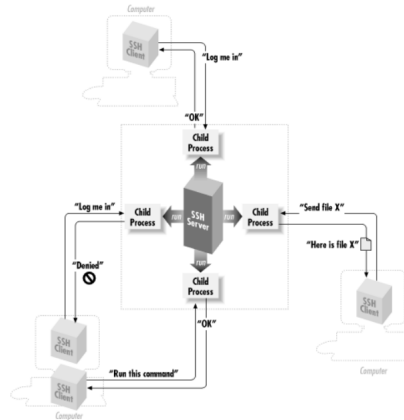 Computer
SSH
Client
"Log me in"
"OK"
Child
Process
run
"Log me in"
Child
Process
run
SSH
Server
run
Child
Process
"Send file X"
"Here is file X"
"Denied"
run
Child
Process
"OK"
SSH
Client
SSH
Client
"Run this command"
Computer
SSH
Client
Computer